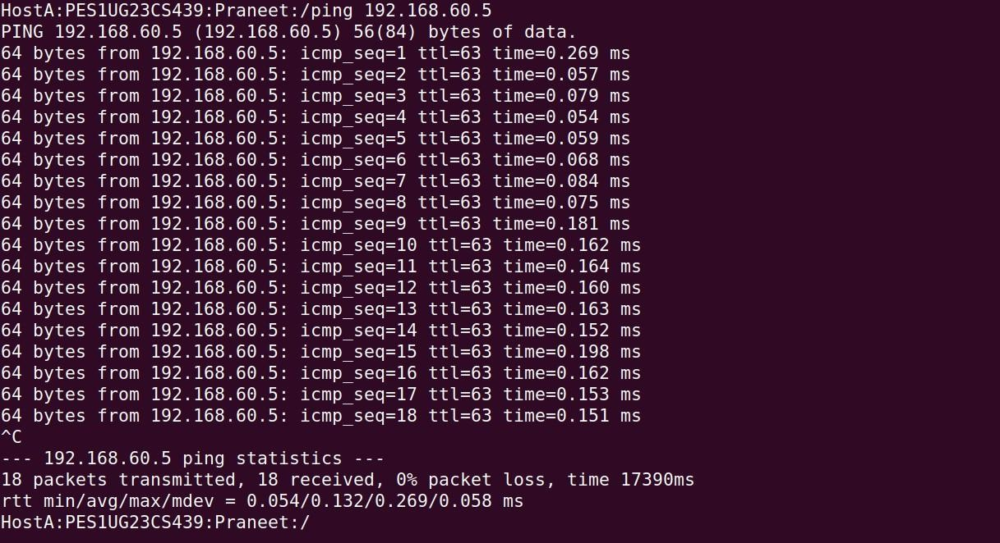 HostA:PES1UG23CS439:Praneet:/ping 192.168.60.5
PING 192.168.60.5 (192.168.60.5) 56(84) bytes of data.
64 bytes from 192.168.60.5: icmp_seq=1 ttl=63 time=0.269 ms
64 bytes from 192.168.60.5: icmp_seq=2 ttl=63 time=0.057 ms
64 bytes from 192.168.60.5: icmp_seq=3 ttl=63 time=0.079 ms
64 bytes from 192.168.60.5: icmp_seq=4 ttl=63 time=0.054 ms
64 bytes from 192.168.60.5: icmp_seq=5 ttl=63 time=0.059 ms
64 bytes from 192.168.60.5: icmp_seq=6 ttl=63 time=0.068 ms
64 bytes from 192.168.60.5: icmp_seq=7 ttl=63 time=0.084 ms
64 bytes from 192.168.60.5: icmp_seq=8 ttl=63 time=0.075 ms
64 bytes from 192.168.60.5: icmp_seq=9 ttl=63 time=0.181 ms
64 bytes from 192.168.60.5: icmp_seq=10 ttl=63 time=0.162 ms
64 bytes from 192.168.60.5: icmp_seq=11 ttl=63 time=0.164 ms
64 bytes from 192.168.60.5: icmp_seq=12 ttl=63 time=0.160 ms
64 bytes from 192.168.60.5: icmp_seq=13 ttl=63 time=0.163 ms
64 bytes from 192.168.60.5: icmp_seq=14 ttl=63 time=0.152 ms
64 bytes from 192.168.60.5: icmp_seq=15 ttl=63 time=0.198 ms
64 bytes from 192.168.60.5: icmp_seq=16 ttl=63 time=0.162 ms
64 bytes from 192.168.60.5: icmp_seq=17 ttl=63 time=0.153 ms
64 bytes from 192.168.60.5: icmp_seq=18 ttl=63 time=0.151 ms
^C
--- 192.168.60.5 ping statistics ---
18 packets transmitted, 18 received, 0% packet loss, time 17390ms
rtt min/avg/max/mdev = 0.054/0.132/0.269/0.058 ms
HostA:PES1UG23CS439:Praneet:/